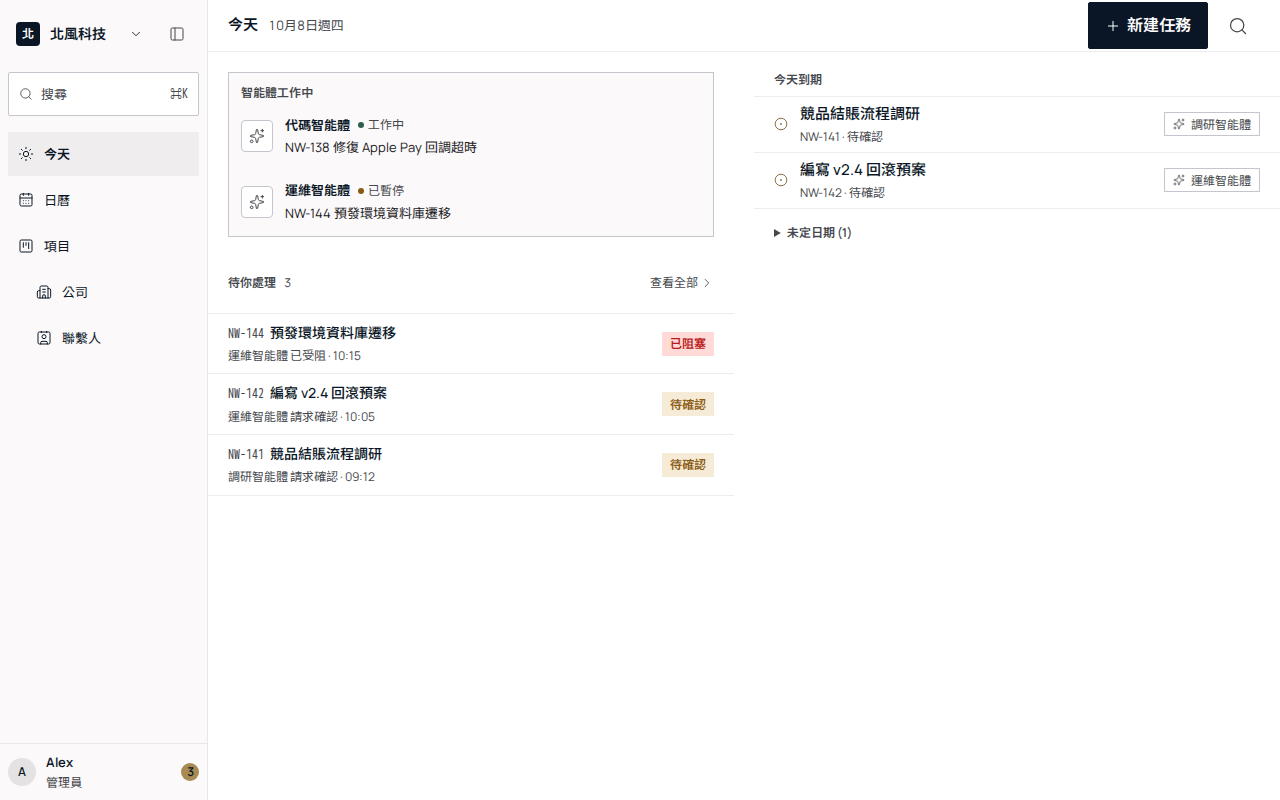 北 北風科技
搜尋 ⌘K
今天
日曆
項目
公司
聯繫人
A Alex
管理員
3
今天 10月8日週四
新建任務
智能體工作中
代碼智能體 工作中
NW-138 修復 Apple Pay 回調超時
運維智能體 已暫停
NW-144 預發環境資料庫遷移
待你處理 3
查看全部
NW-144 預發環境資料庫遷移
運維智能體 已受阻 · 10:15
已阻塞
NW-142 編寫 v2.4 回滾預案
運維智能體 請求確認 · 10:05
待確認
NW-141 競品結賬流程調研
調研智能體 請求確認 · 09:12
待確認
今天到期
競品結賬流程調研
NW-141 · 待確認
調研智能體
編寫 v2.4 回滾預案
NW-142 · 待確認
運維智能體
未定日期 (1)